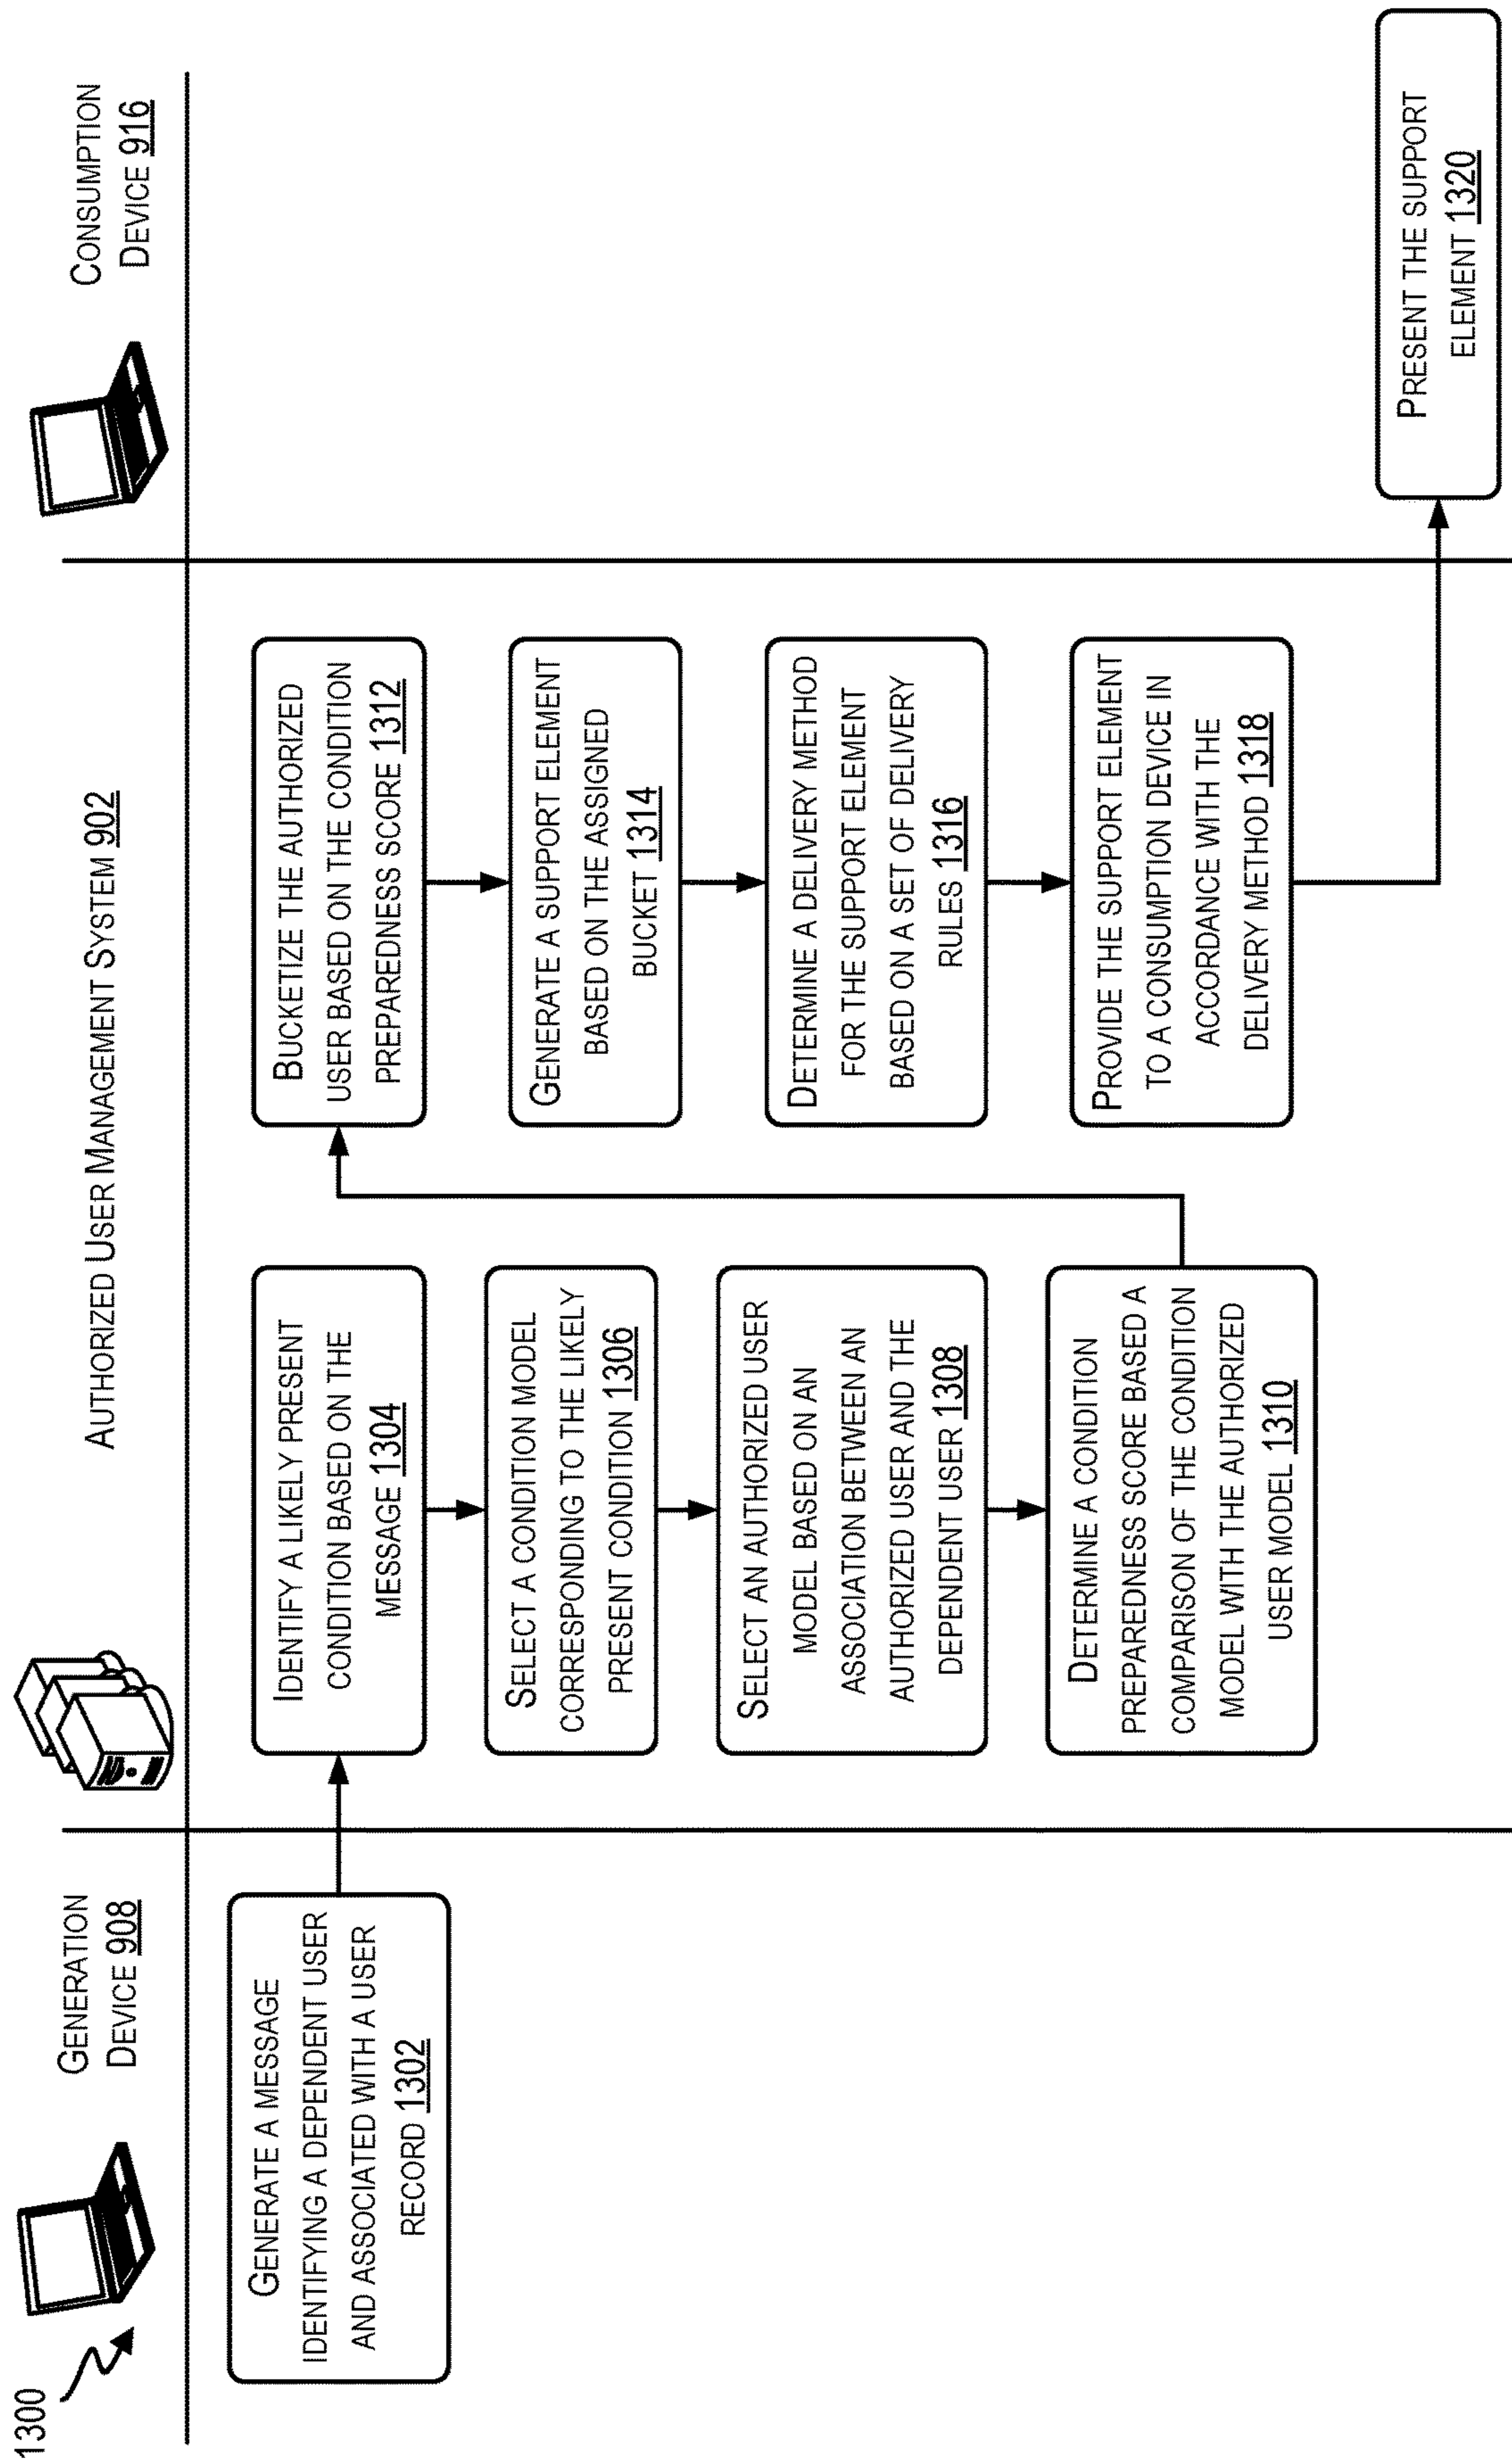 1300
GENERATION
DEVICE 908
AUTHORIZED USER MANAGEMENT SYSTEM 902
CONSUMPTION
DEVICE 916
GENERATE A MESSAGE
IDENTIFYING A DEPENDENT USER
AND ASSOCIATED WITH A USER
RECORD 1302
IDENTIFY A LIKELY PRESENT
CONDITION BASED ON THE
MESSAGE 1304
SELECT A CONDITION MODEL
CORRESPONDING TO THE LIKELY
PRESENT CONDITION 1306
SELECT AN AUTHORIZED USER
MODEL BASED ON AN
ASSOCIATION BETWEEN AN
AUTHORIZED USER AND THE
DEPENDENT USER 1308
DETERMINE A CONDITION
PREPAREDNESS SCORE BASED A
COMPARISON OF THE CONDITION
MODEL WITH THE AUTHORIZED
USER MODEL 1310
BUCKETIZE THE AUTHORIZED
USER BASED ON THE CONDITION
PREPAREDNESS SCORE 1312
GENERATE A SUPPORT ELEMENT
BASED ON THE ASSIGNED
BUCKET 1314
DETERMINE A DELIVERY METHOD
FOR THE SUPPORT ELEMENT
BASED ON A SET OF DELIVERY
RULES 1316
PROVIDE THE SUPPORT ELEMENT
TO A CONSUMPTION DEVICE IN
ACCORDANCE WITH THE
DELIVERY METHOD 1318
PRESENT THE SUPPORT
ELEMENT 1320